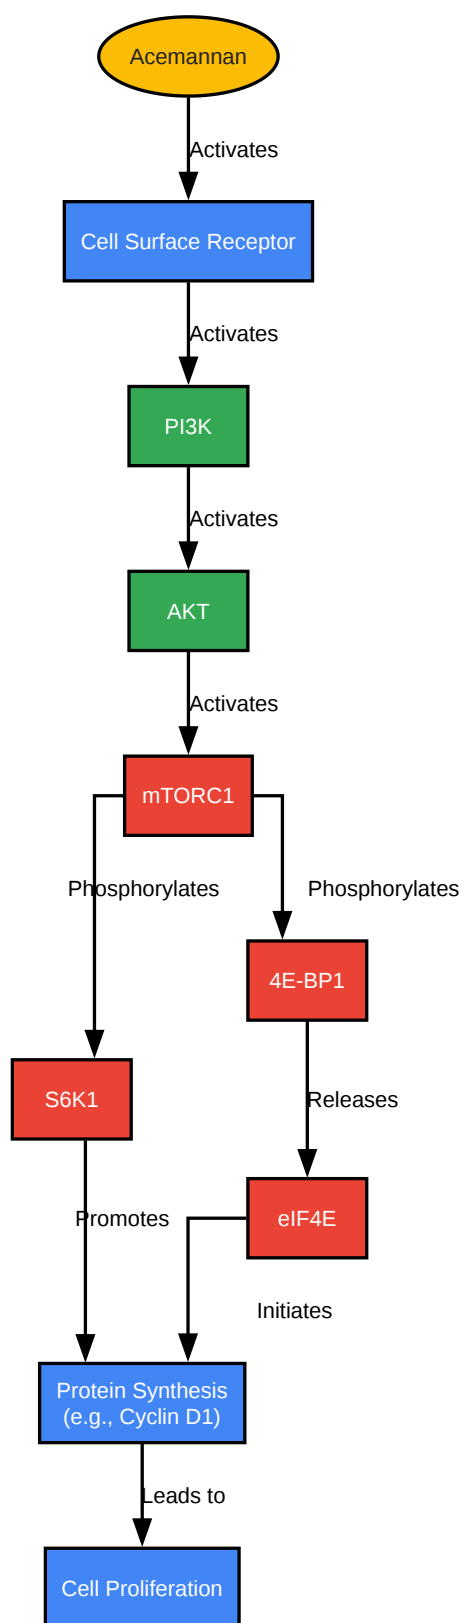 Acemannan
Activates
Cell Surface Receptor
Activates
PI3K
Activates
AKT
Activates
mTORC1
Phosphorylates
Phosphorylates
4E-BP1
S6K1
Releases
Promotes
eIF4E
Initiates
Protein Synthesis
(e.g., Cyclin D1)
Leads to
Cell Proliferation